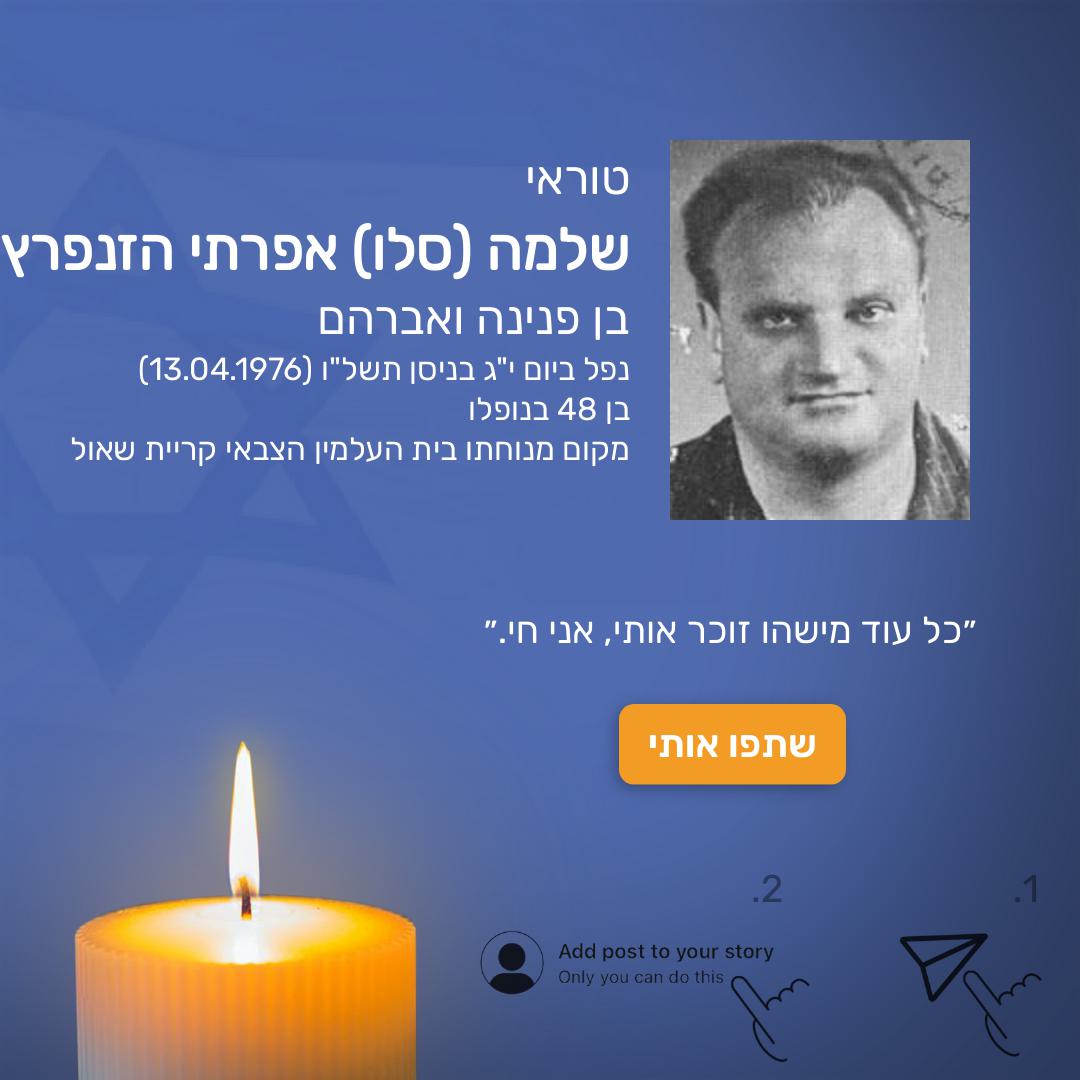 טוראי
שלמה (סלו) אפרתי הזנפרץ
בן פנינה ואברהם
נפל ביום י"ג בניסן תשל"ו (13.04.1976)
בן 48 בנופלו
מקום מנוחתו בית העלמין הצבאי קריית שאול
״כל עוד מישהו זוכר אותי, אני חי.״
שתפו אותי
.1
.2
Add post to your story
Only you can do this